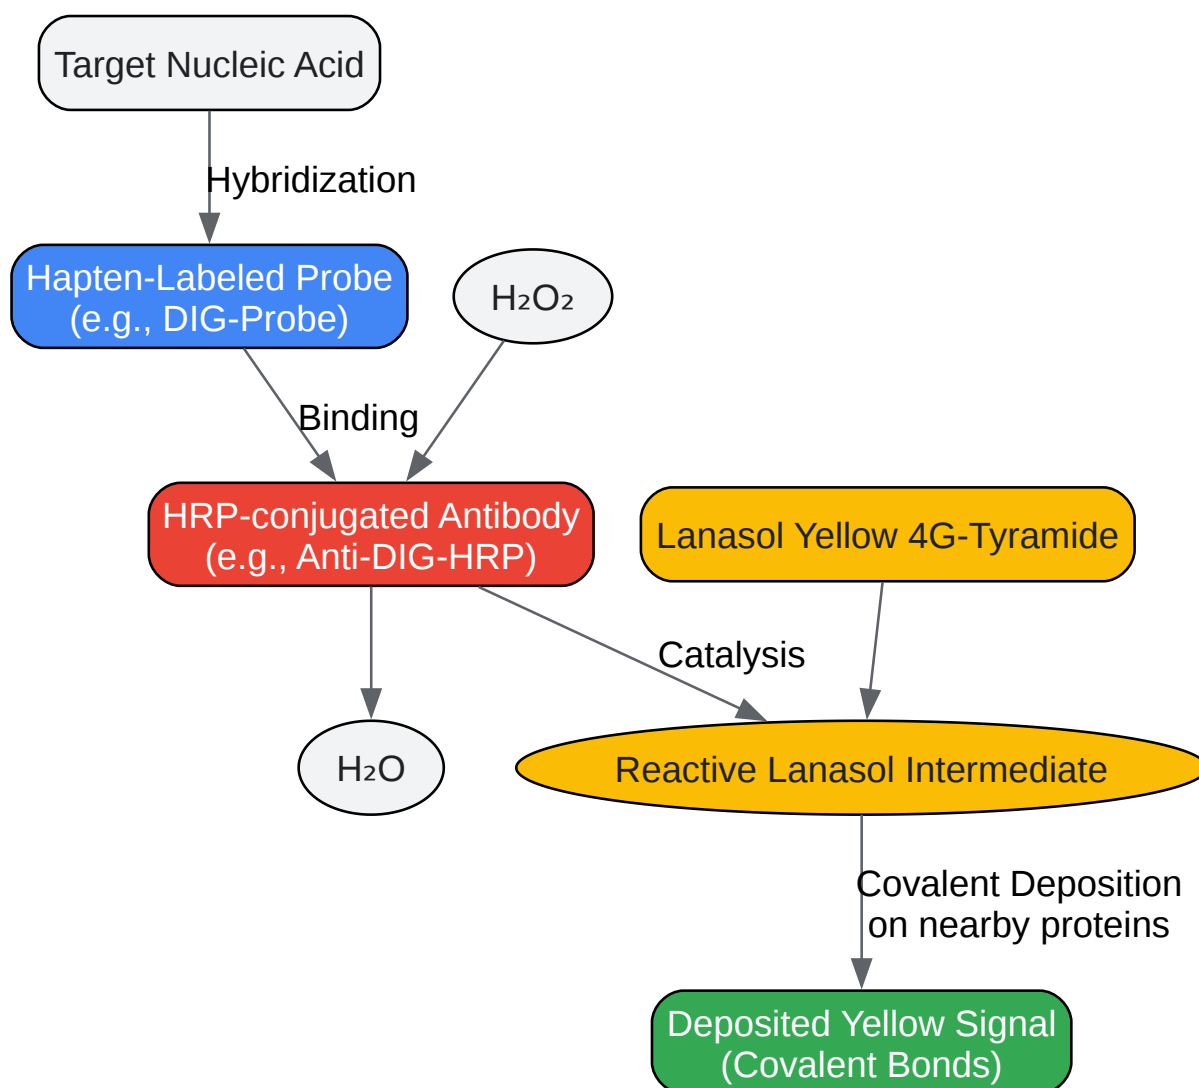 Target Nucleic Acid
Hybridization
Hapten-Labeled Probe
(e.g., DIG-Probe)
H₂O₂
Binding
HRP-conjugated Antibody
(e.g., Anti-DIG-HRP)
Lanasol Yellow 4G-Tyramide
Catalysis
H₂O
Reactive Lanasol Intermediate
Covalent Deposition
on nearby proteins
Deposited Yellow Signal
(Covalent Bonds)